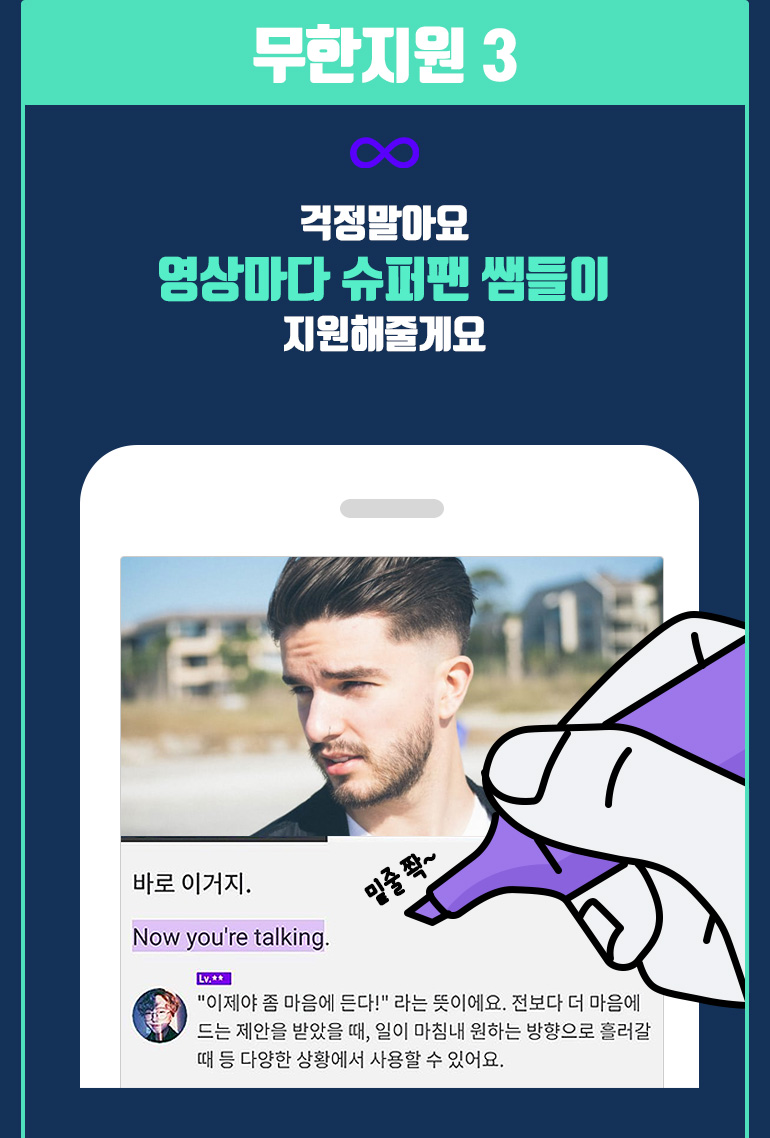 무한지원 3
걱정말아요
영상마다 슈퍼팬 쌤들이
지원해줄게요
바로 이거지.
밑줄 쫙~
Now you're talking.
Lv.**
"이제야 좀 마음에 든다!" 라는 뜻이에요. 전보다 더 마음에
드는 제안을 받았을 때, 일이 마침내 원하는 방향으로 흘러갈
때 등 다양한 상황에서 사용할 수 있어요.